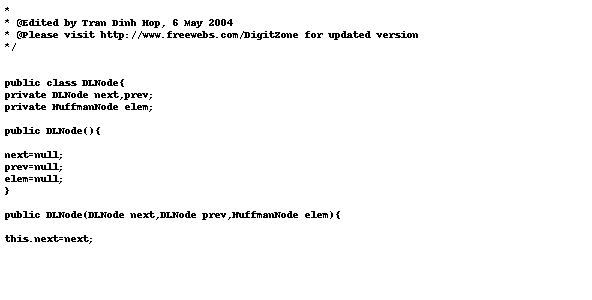 *
* @Edited by Tran Dinh Hop, 6 May 2004
* @Please visit http://www.freewebs.com/DigitZone for updated version
*/
public class DLNode{
private DLNode next,prev;
private HuffmanNode elem;
public DLNode(){
next=null;
prev=null;
elem=null;
}
public DLNode(DLNode next,DLNode prev,HuffmanNode elem){
this.next=next;